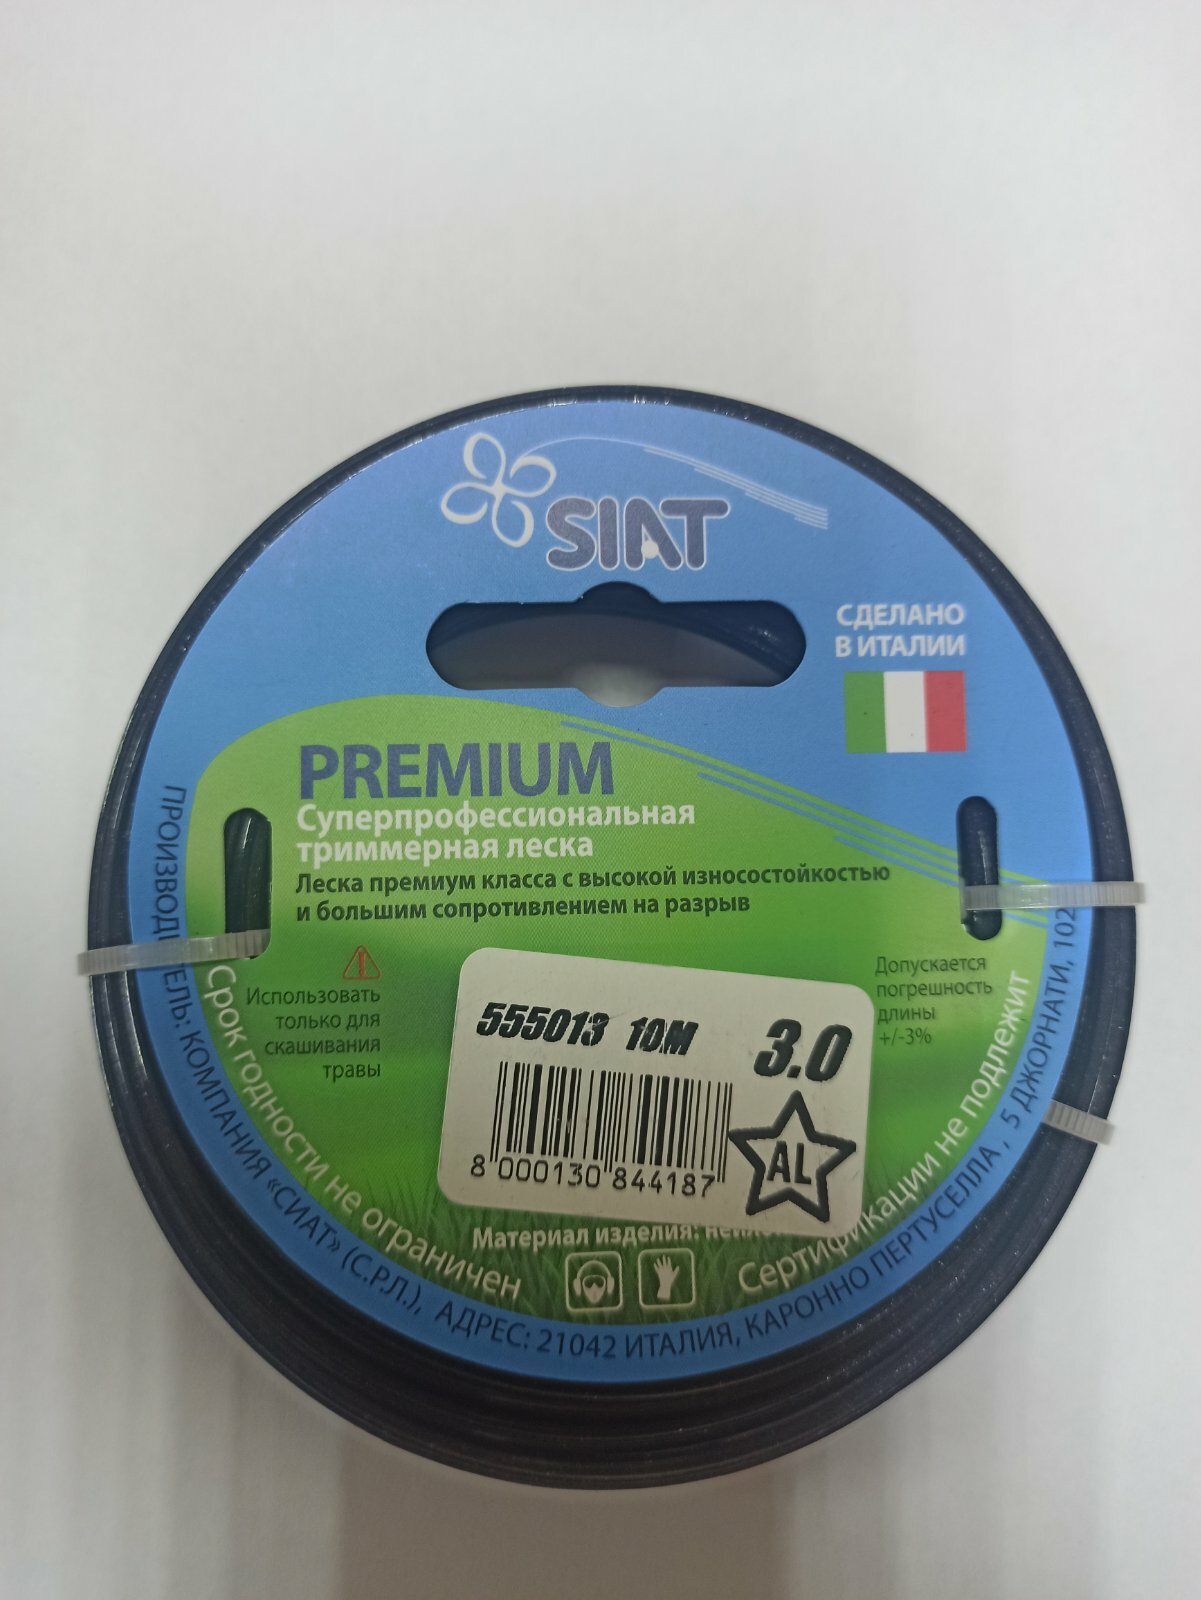 SIAT
СДЕЛАНО
В ИТАЛИИ
PREMIUM
Суперпрофессиональная
триммерная леска
Леска премиум класса с высокой износостойкостью
и большим сопротивлением на разрыв
Использовать
только для
скашивания
травы
Допускается
погрешность
длины
+/-3%
555013 10М 3.0
8 000130 844187
AL
Материал изделия:
Срок годности не ограничен
Сертификации не подлежит
КОМПАНИЯ «СИАТ» (С.Р.Л.), АДРЕС: 21042 ИТАЛИЯ, КАРОННО ПЕРТУСЕЛЛА, 5 ДЖОРНАТИ, 102